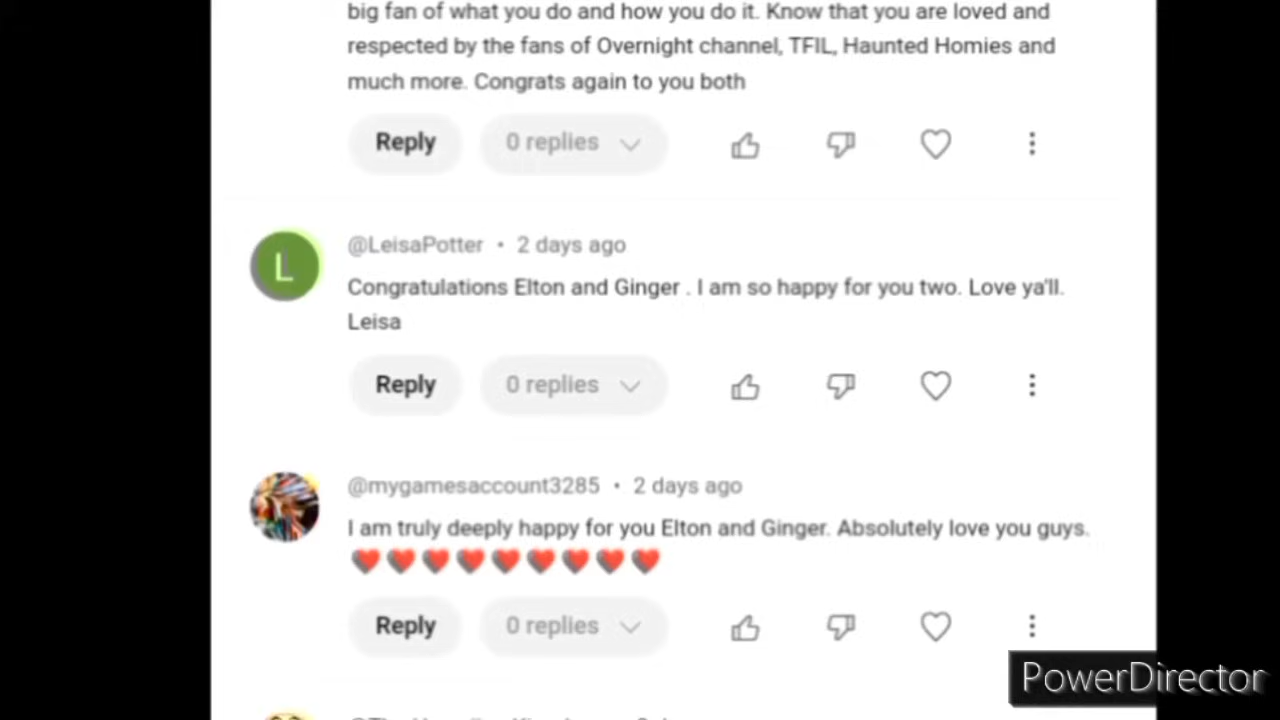 big fan of what you do and how you do it. Know that you are loved and
respected by the fans of Overnight channel, TFIL, Haunted Homies and
much more. Congrats again to you both
Reply 0 replies
L
@LeisaPotter • 2 days ago
Congratulations Elton and Ginger . I am so happy for you two. Love ya'll.
Leisa
Reply 0 replies
@mygamesaccount3285 • 2 days ago
I am truly deeply happy for you Elton and Ginger. Absolutely love you guys.
❤❤❤❤❤❤❤❤❤
Reply 0 replies
PowerDirector